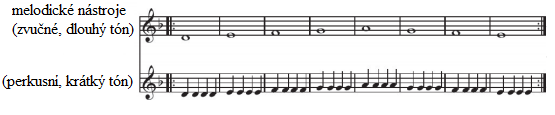 melodické nástroje
(zvučné, dlouhý tón)
(perkusní, krátký tón)